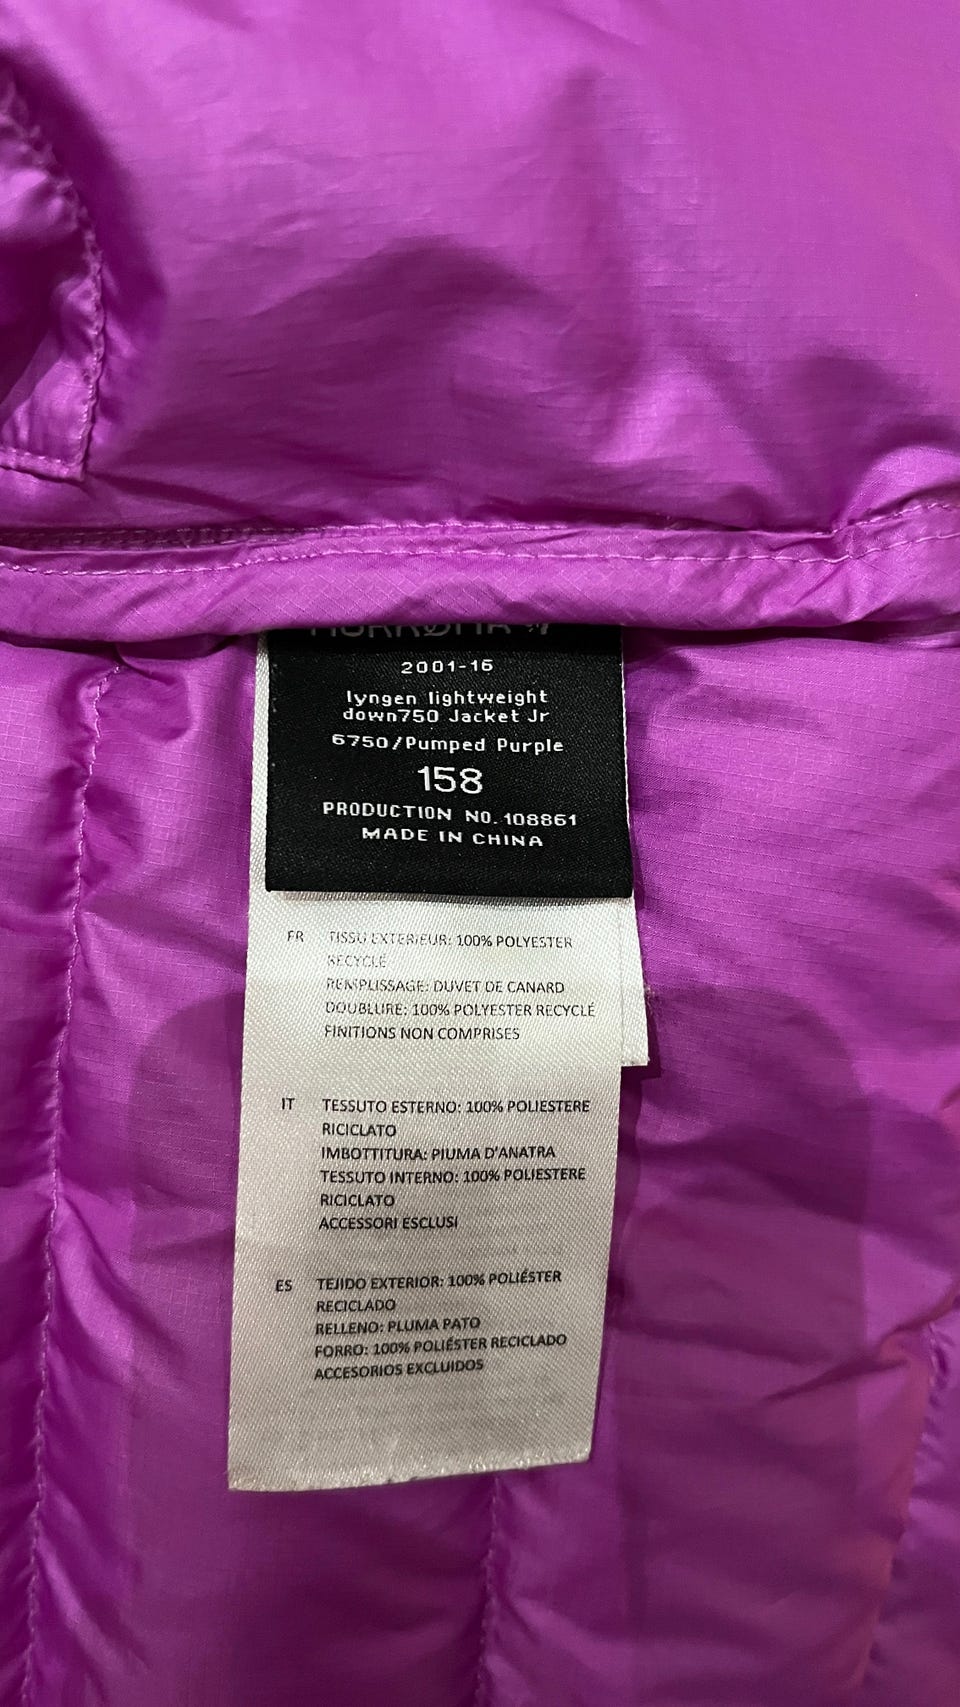 2001-16
lyngen lightweight
down750 Jacket Jr
6750/Pumped Purple
158
PRODUCTION NO. 108861
MADE IN CHINA
FR TISSU EXTERIEUR: 100% POLYESTER
RECYCLÉ
REMPLISSAGE: DUVET DE CANARD
DOUBLURE: 100% POLYESTER RECYCLÉ
FINITIONS NON COMPRISES
IT TESSUTO ESTERNO: 100% POLIESTERE
RICICLATO
IMBOTTITURA: PIUMA D'ANATRA
TESSUTO INTERNO: 100% POLIESTERE
RICICLATO
ACCESSORI ESCLUSI
ES TEJIDO EXTERIOR: 100% POLIÉSTER
RECICLADO
RELLENO: PLUMA PATO
FORRO: 100% POLIÉSTER RECICLADO
ACCESORIOS EXCLUIDOS